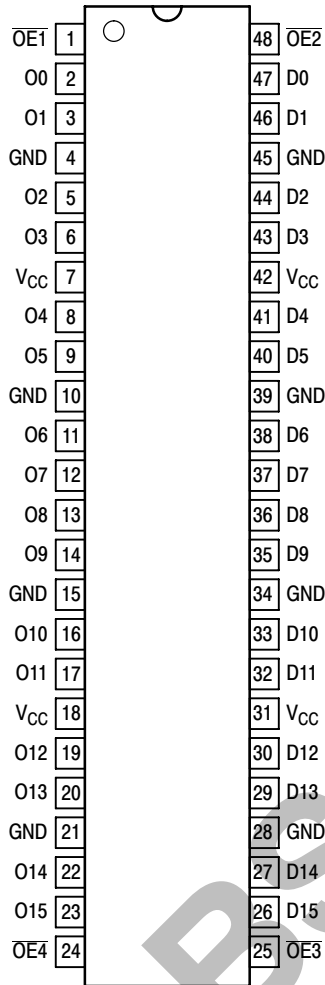 OE1 1 48 OE2
O0 2 47 D0
O1 3 46 D1
GND 4 45 GND
O2 5 44 D2
O3 6 43 D3
VCC 7 42 VCC
O4 8 41 D4
O5 9 40 D5
GND 10 39 GND
O6 11 38 D6
O7 12 37 D7
O8 13 36 D8
O9 14 35 D9
GND 15 34 GND
O10 16 33 D10
O11 17 32 D11
VCC 18 31 VCC
O12 19 30 D12
O13 20 29 D13
GND 21 28 GND
O14 22 27 D14
O15 23 26 D15
OE4 24 25 OE3